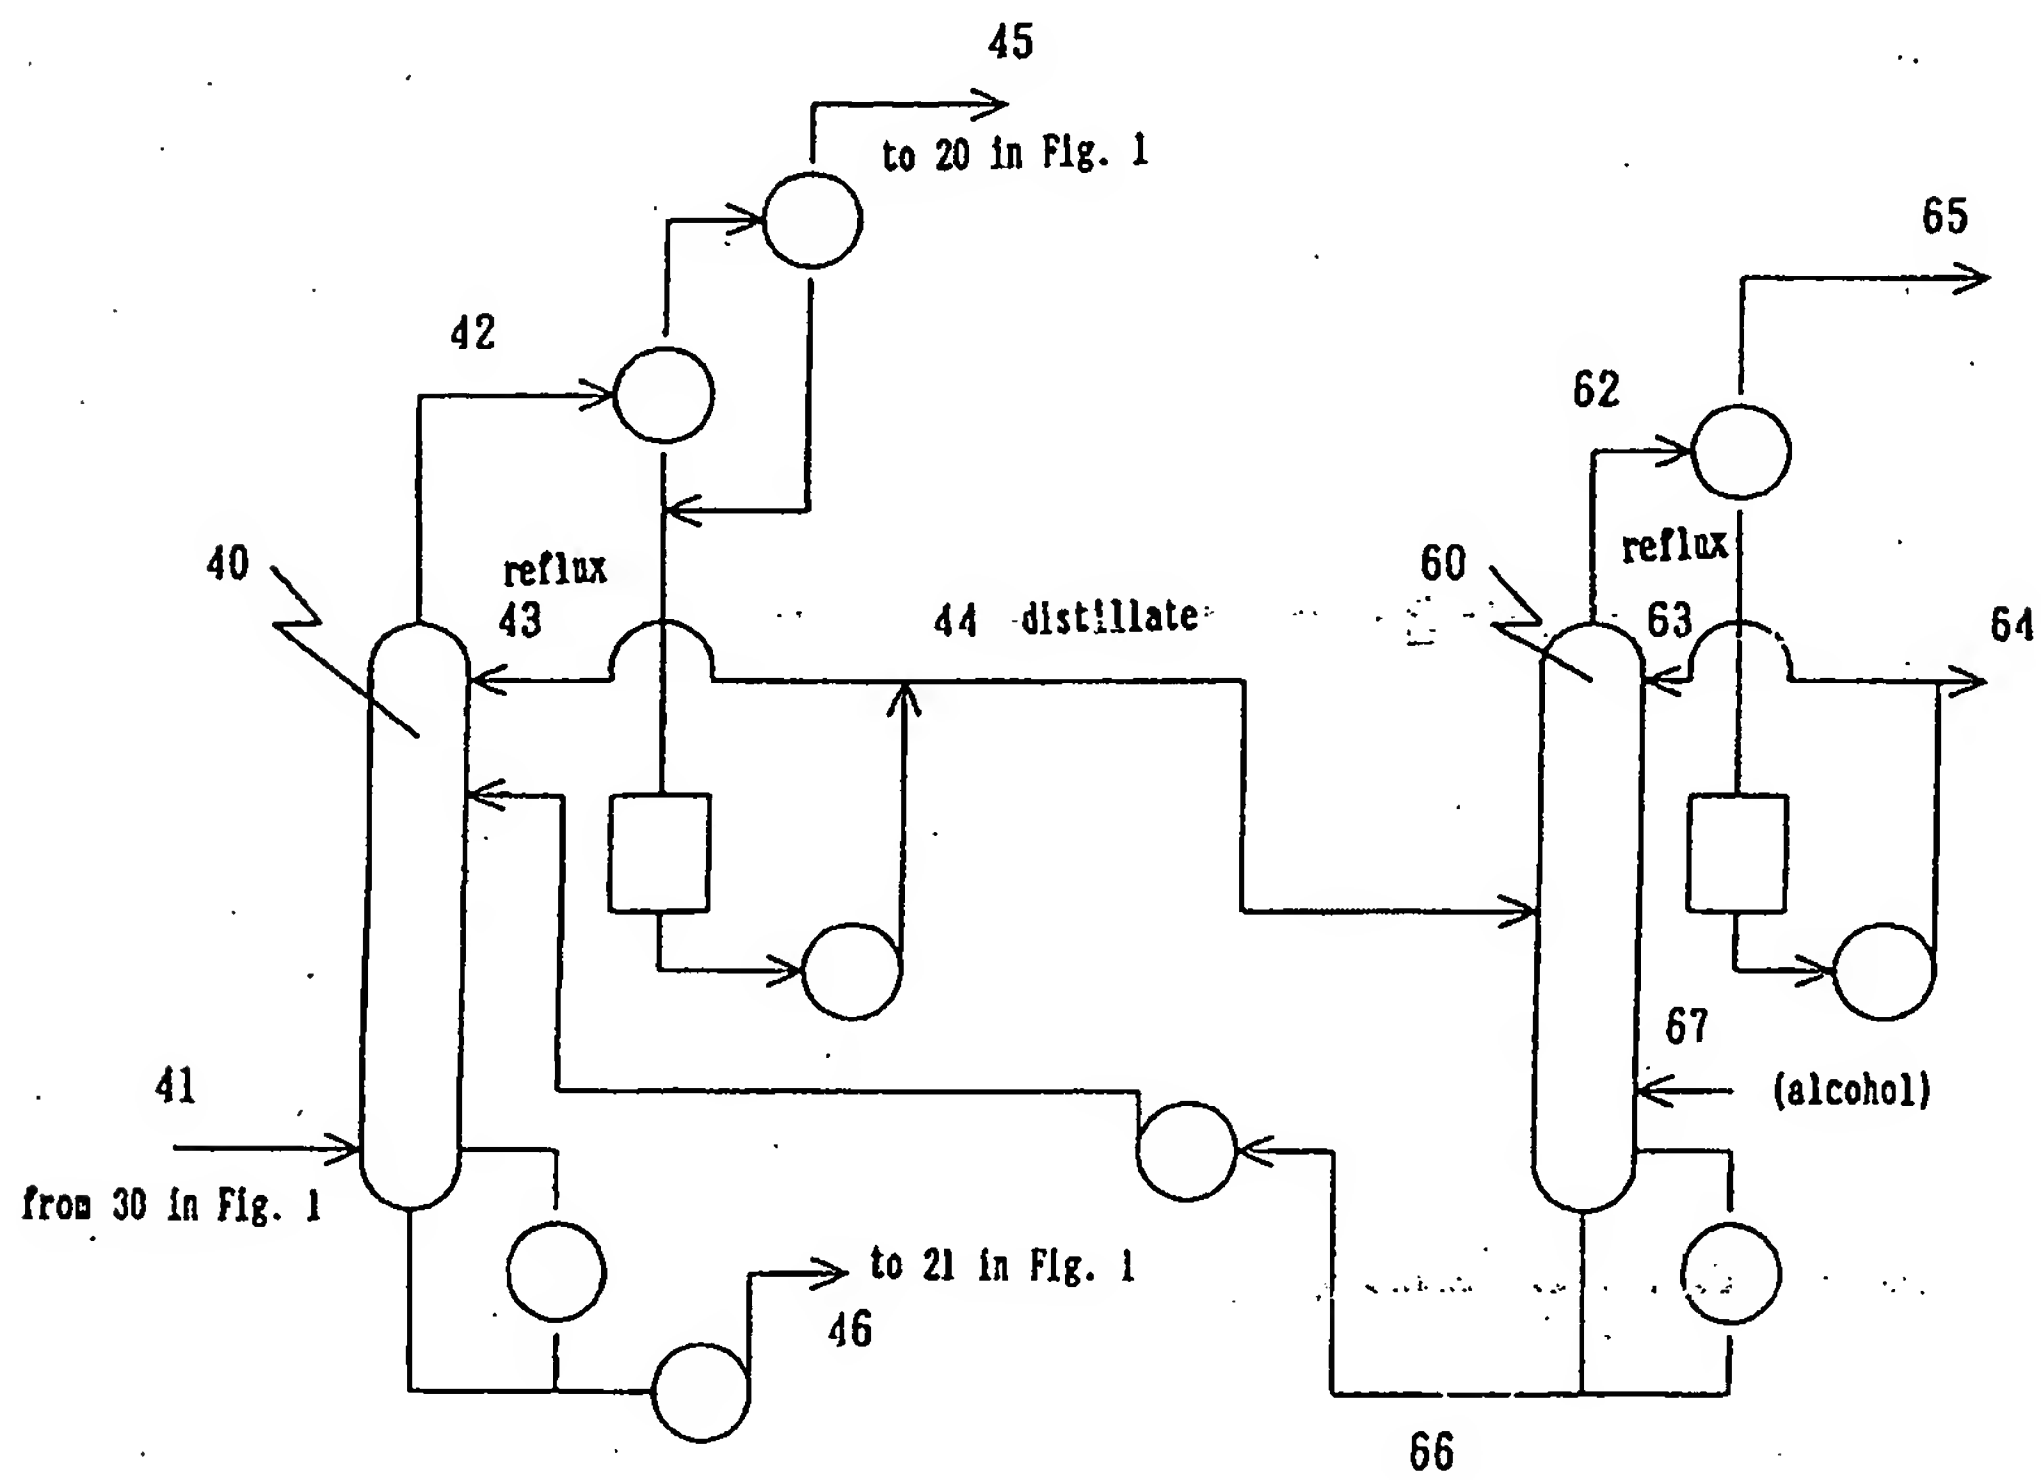 45
to 20 in Fig. 1
65
42
62
reflux
40
reflux
60
43
44 distillate
63
64
67
41
(alcohol)
from 30 in Fig. 1
to 21 in Fig. 1
46
66